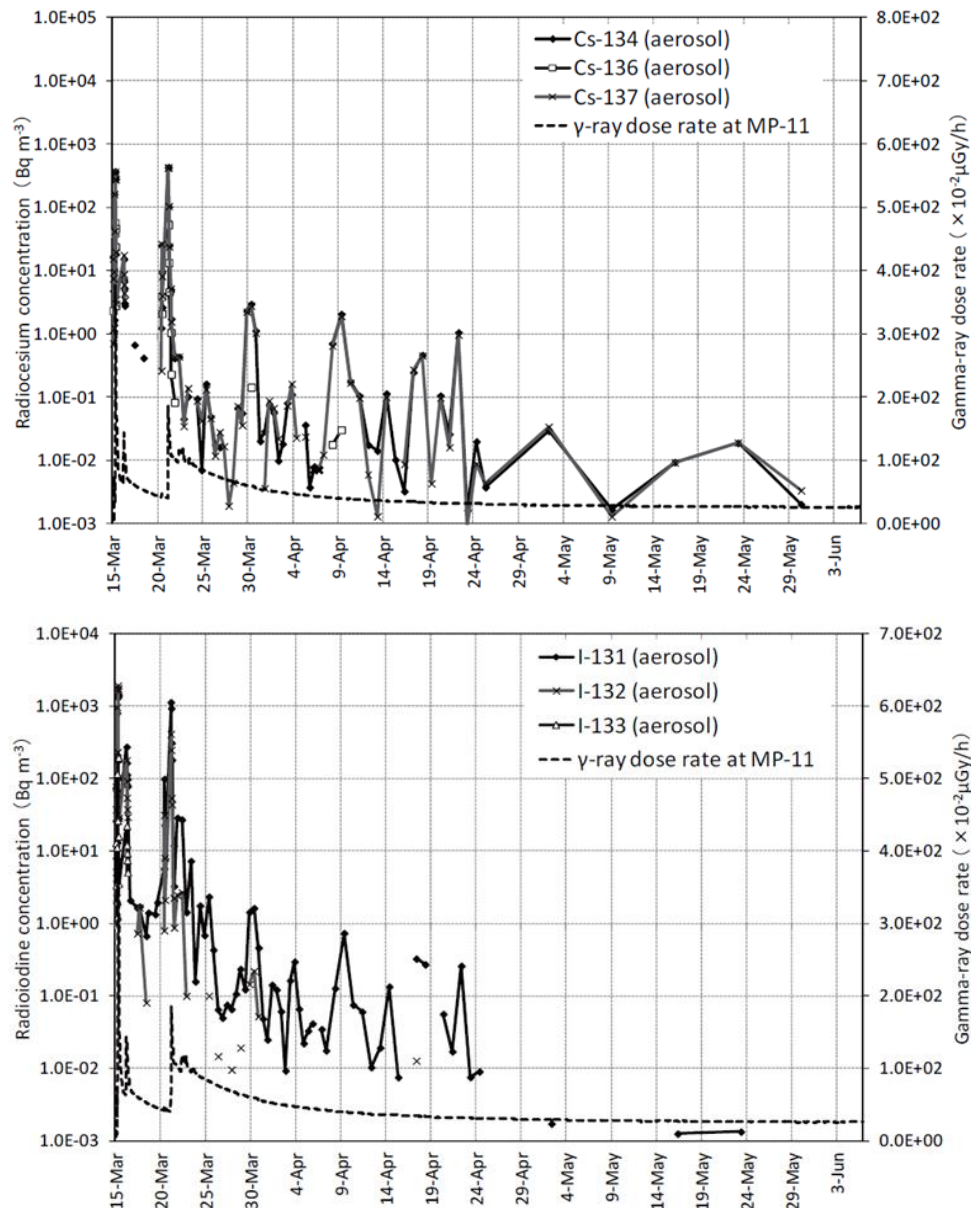 1.0E+05
1.0E+04
1.0E+03
1.0E+02
1.0E+01
1.0E+00
1.0E-01
1.0E-02
1.0E-03
Radiocesium concentration (Bq m-3)
8.0E+02
7.0E+02
6.0E+02
5.0E+02
4.0E+02
3.0E+02
2.0E+02
1.0E+02
0.0E+00
Gamma-ray dose rate (×10-2μGy/h)
Cs-134 (aerosol)
Cs-136 (aerosol)
Cs-137 (aerosol)
γ-ray dose rate at MP-11
15-Mar
20-Mar
25-Mar
30-Mar
4-Apr
9-Apr
14-Apr
19-Apr
24-Apr
29-Apr
4-May
9-May
14-May
19-May
24-May
29-May
3-Jun
1.0E+04
1.0E+03
1.0E+02
1.0E+01
1.0E+00
1.0E-01
1.0E-02
1.0E-03
Radioiodine concentration (Bq m-3)
7.0E+02
6.0E+02
5.0E+02
4.0E+02
3.0E+02
2.0E+02
1.0E+02
0.0E+00
Gamma-ray dose rate (×10-2μGy/h)
I-131 (aerosol)
I-132 (aerosol)
I-133 (aerosol)
γ-ray dose rate at MP-11
15-Mar
20-Mar
25-Mar
30-Mar
4-Apr
9-Apr
14-Apr
19-Apr
24-Apr
29-Apr
4-May
9-May
14-May
19-May
24-May
29-May
3-Jun